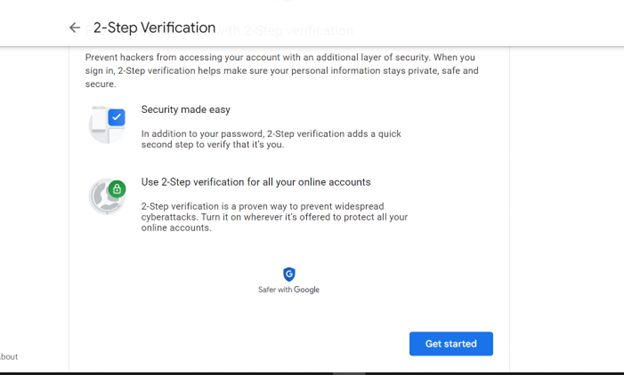 2-Step Verification
with 2-Step verification
Prevent hackers from accessing your account with an additional layer of security. When you
sign in, 2-Step verification helps make sure your personal information stays private, safe and
secure.
Security made easy
In addition to your password, 2-Step verification adds a quick
second step to verify that it's you.
Use 2-Step verification for all your online accounts
2-Step verification is a proven way to prevent widespread
cyberattacks. Turn it on wherever it's offered to protect all your
online accounts.
G
Safer with Google
Get started
bout